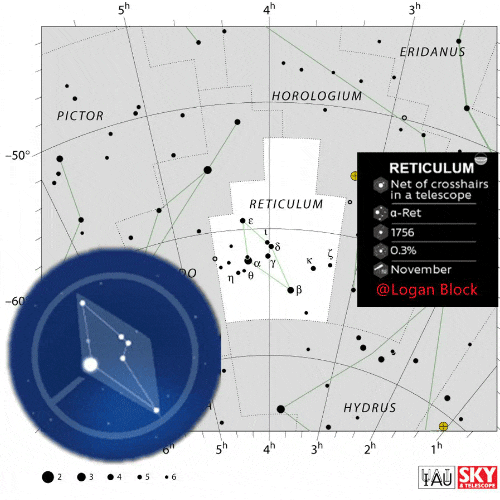 5h
4h
3h
ERIDANUS
HOROLOGIUM
PICTOR
−50°
RETICULUM
Net of crosshairs
in a telescope
α-Ret
1756
0.3%
November
@Logan Block
RETICULUM
ε
ι
δ
γ
α
κ
ζ
η
θ
β
DO
−60
HYDRUS
6h
5h
4h
3h
2h
1h
2
3
4
5
6
IAU
SKY
& TELESCOPE